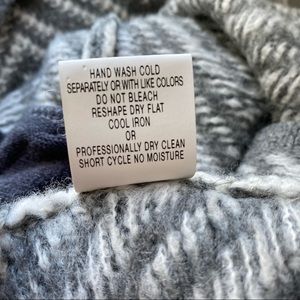 HAND WASH COLD
SEPARATELY OR WITH LIKE COLORS
DO NOT BLEACH
RESHAPE DRY FLAT
COOL IRON
OR
PROFESSIONALLY DRY CLEAN
SHORT CYCLE NO MOISTURE